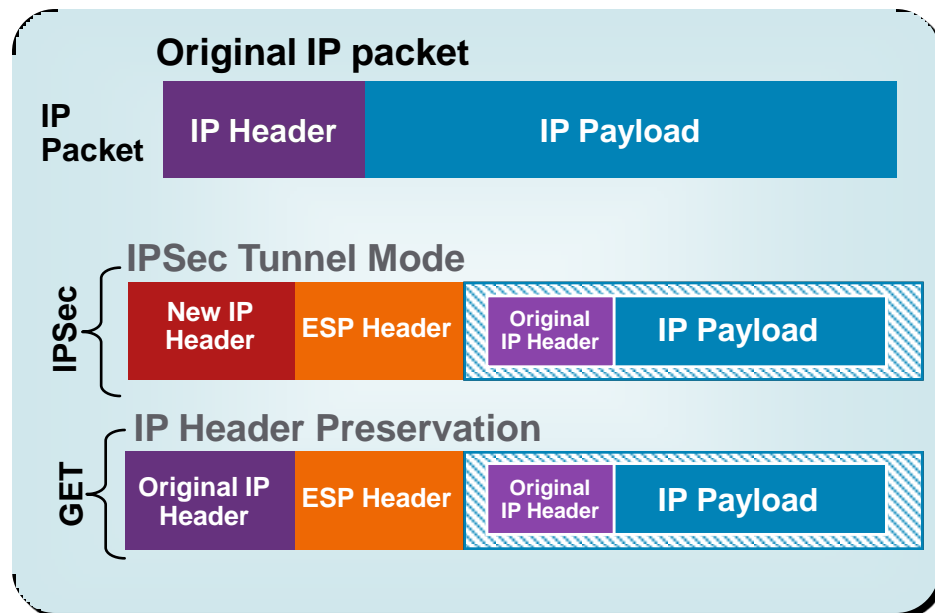 Original IP packet
IP
Packet
IP Header
IP Payload
IPSec Tunnel Mode
IPSec
New IP
Header
ESP Header
Original
IP Header
IP Payload
IP Header Preservation
GET
Original IP
Header
ESP Header
Original
IP Header
IP Payload